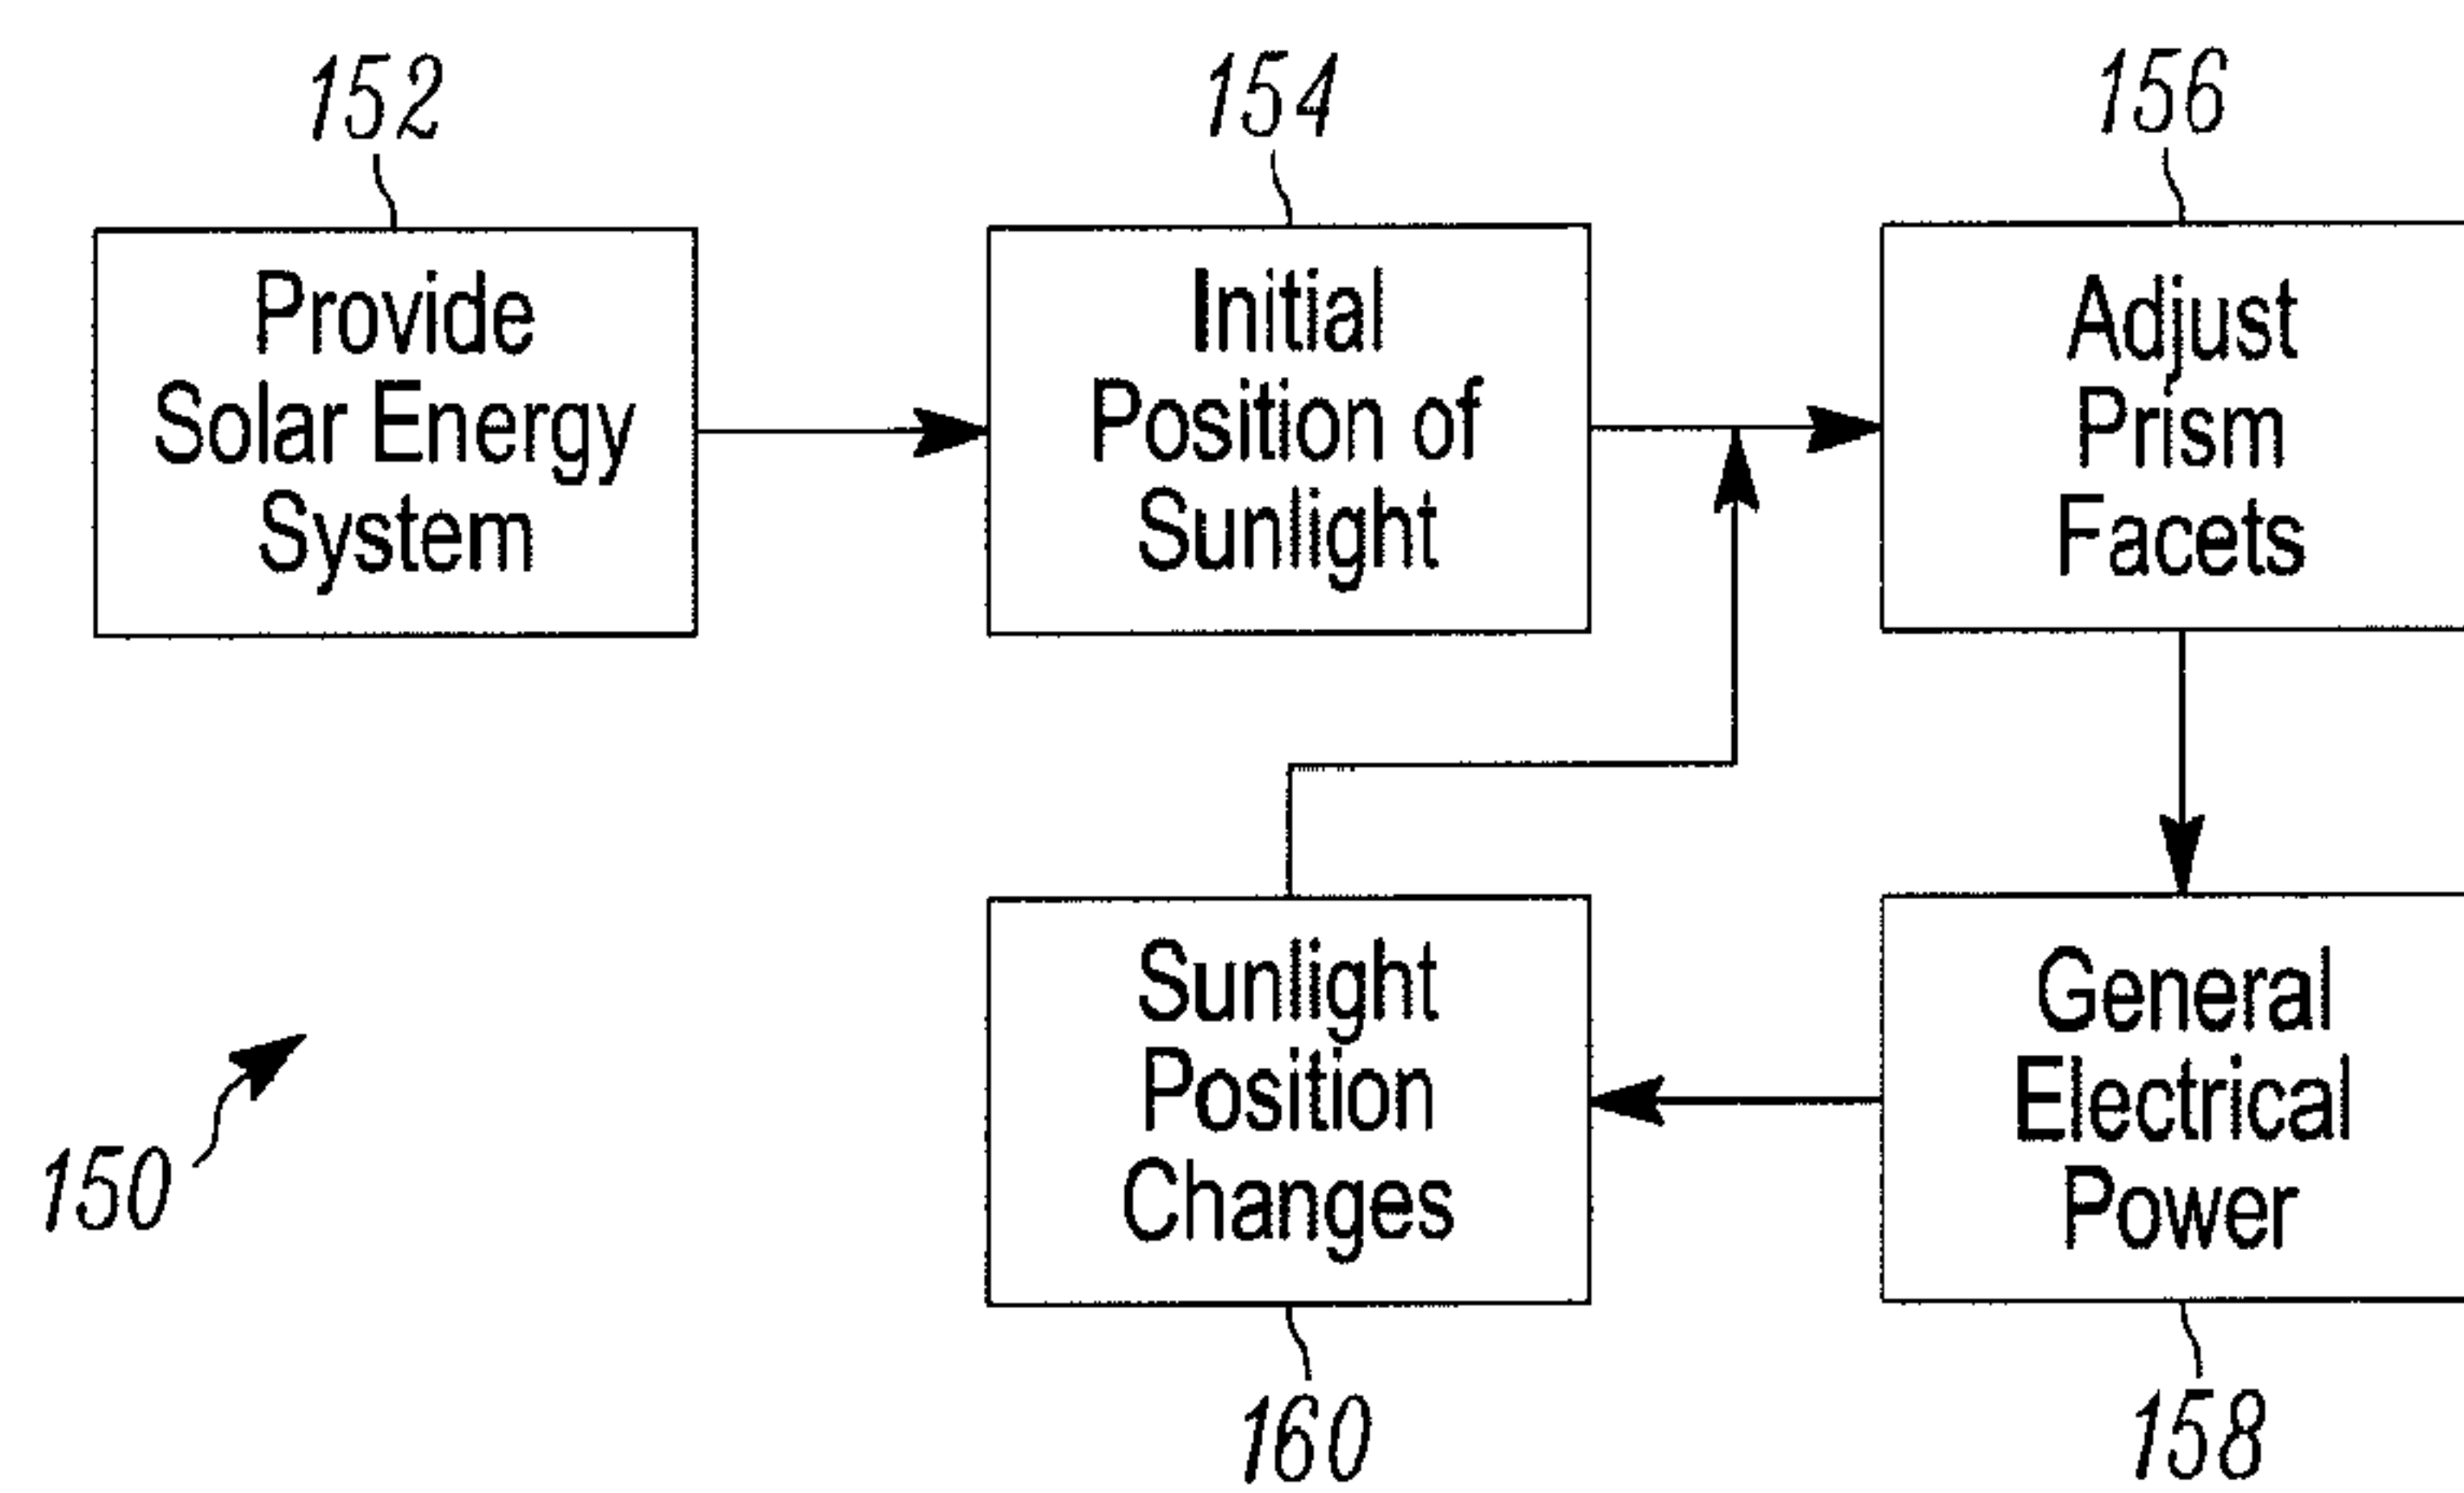 152
Provide
Solar Energy
System
154
Initial
Position of
Sunlight
156
Adjust
Prism
Facets
Sunlight
Position
Changes
160
General
Electrical
Power
158
150